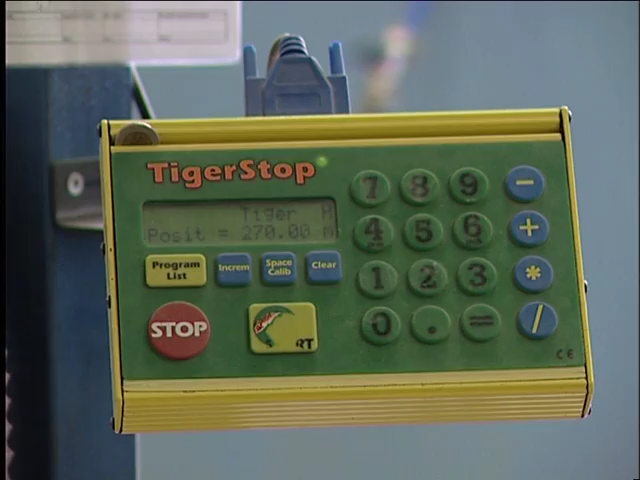 TigerStop
Tiger M
Posit = 270.00 m
7 8 9 -
4 5 6 +
Program List
Increm
Space Calib
Clear
1 2 3 *
STOP
RT
0 . = /
CE